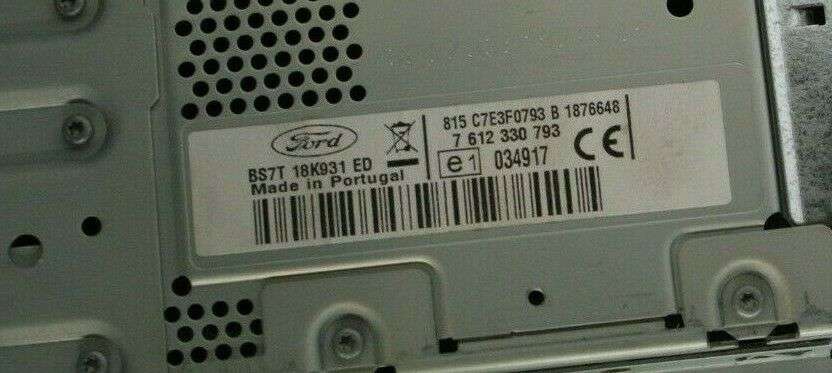 Ford
BS7T 18K931 ED
Made in Portugal
815 C7E3F0793 B 1876648
7 612 330 793
e1 034917 CE